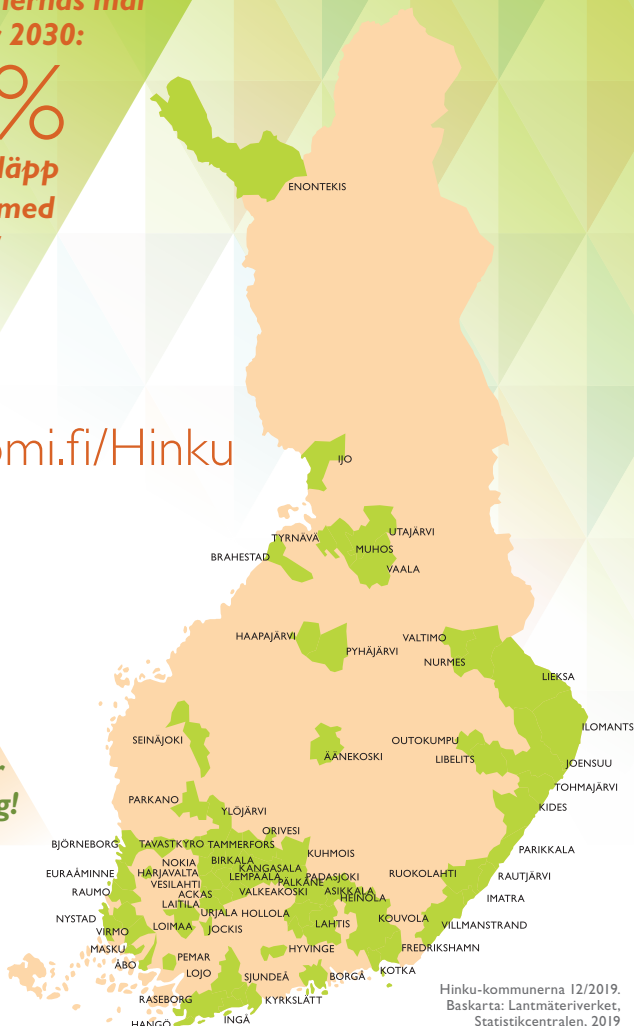 2030:
%
med
omi.fi/Hinku
ENONTEKIS
IJO
TYRNÄVÄ
UTAJÄRVI
MUHOS
BRAHESTAD
VAALA
HAAPAJÄRVI
VALTIMO
PYHÄJÄRVI
NURMES
LIEKSA
ILOMANTS
SEINÄJOKI
OUTOKUMPU
ÄÄNEKOSKI
LIBELITS
JOENSUU
TOHMAJÄRVI
PARKANO
KIDES
YLÖJÄRVI
ORIVESI
BJÖRNEBORG
TAVASTKYRO TAMMERFORS
PARIKKALA
KUHMOIS
BIRKALA
NOKIA
KANGASALA
EURAÅMINNE
HARJAVALTA
LEMPÄÄLÄ
PADASJOKI
RUOKOLAHTI
RAUTJÄRVI
VESILAHTI
PÄLKÄNE
RAUMO
ACKAS
VALKEAKOSKI
ASIKKALA
HEINOLA
IMATRA
LAITILA
NYSTAD
URJALA HOLLOLA
KOUVOLA
VIRMO
LOIMAA
JOCKIS
LAHTIS
VILLMANSTRAND
MASKU
HYVINGE
FREDRIKSHAMN
ÅBO
PEMAR
LOJO
SJUNDEÅ
BORGÅ
KOTKA
RASEBORG
KYRKSLÄTT
INGÅ
HANGÖ
Hinku-kommunerna 12/2019.
Baskarta: Lantmäteriverket,
Statistikcentralen, 2019